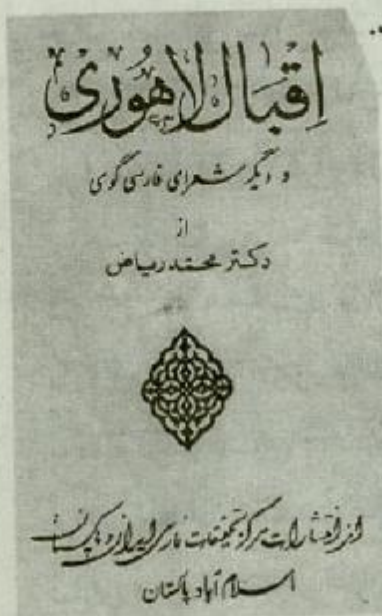 اقبال لاهوری
و دیگر شعرای فارسی گوی
از
دکتر محمد ریاض
از انتشارات مرکز تحقیقات فارسی ایران و پاکستان
اسلام آباد پاکستان